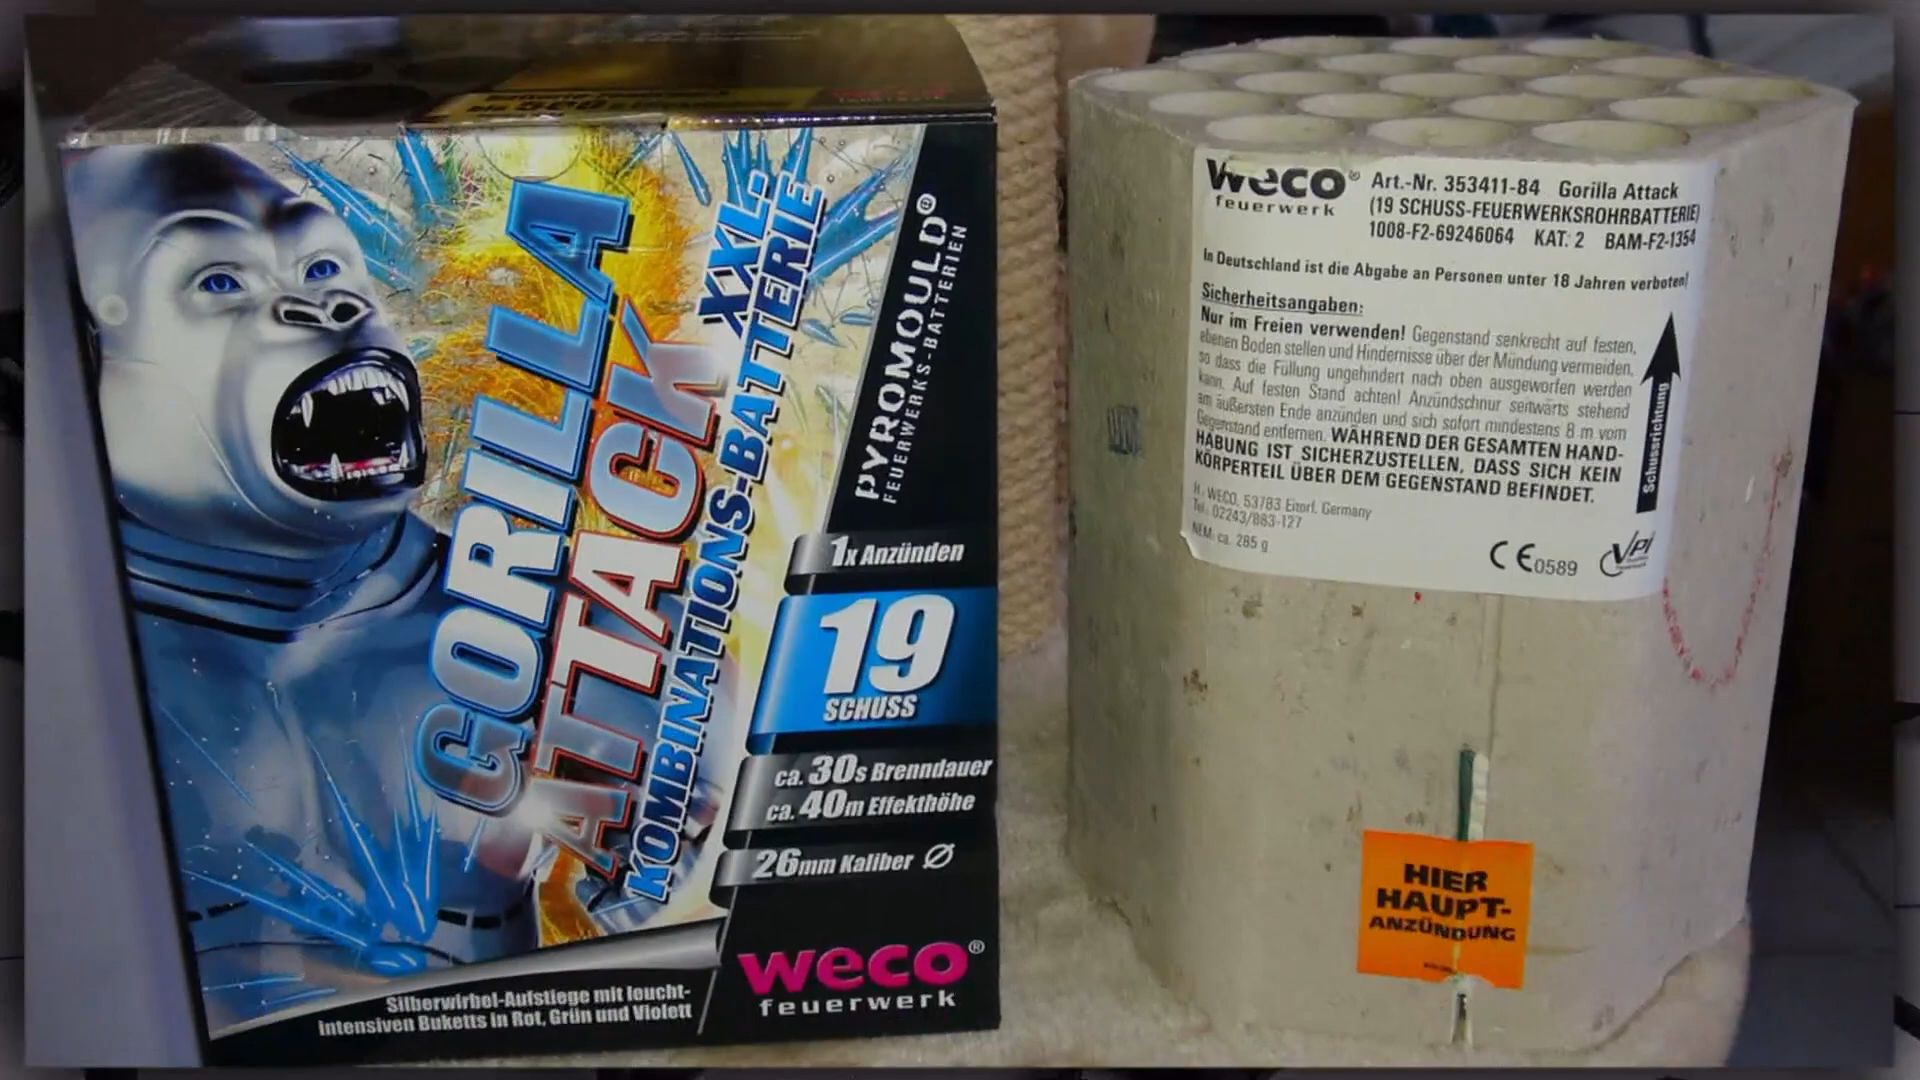 GORILLA
ATTACK
XXL-
KOMBINATIONS-BATTERIE
PYROMOULD®
FEUERWERKS-BATTERIEN
1x Anzünden
19
SCHUSS
ca. 30s Brenndauer
ca. 40m Effekthöhe
26mm Kaliber Ø
weco®
feuerwerk
Silberwirbel-Aufstiege mit leucht-
intensiven Buketts in Rot, Grün und Violett
weco®
feuerwerk
Art.-Nr. 353411-84 Gorilla Attack
(19 SCHUSS-FEUERWERKSROHRBATTERIE)
1008-F2-69246064 KAT. 2 BAM-F2-1354
In Deutschland ist die Abgabe an Personen unter 18 Jahren verboten!
Sicherheitsangaben:
Nur im Freien verwenden! Gegenstand senkrecht auf festen,
ebenen Boden stellen und Hindernisse über der Mündung vermeiden,
so dass die Füllung ungehindert nach oben ausgeworfen werden
kann. Auf festen Stand achten! Anzündschnur seitwärts stehend
am äußersten Ende anzünden und sich sofort mindestens 8 m vom
Gegenstand entfernen. WÄHREND DER GESAMTEN HAND-
HABUNG IST SICHERZUSTELLEN, DASS SICH KEIN
KÖRPERTEIL ÜBER DEM GEGENSTAND BEFINDET.
H: WECO, 53783 Eitorf, Germany
Tel. 02243/883-127
NEM: ca. 285 g
Schussrichtung
CE0589
VPI
HIER
HAUPT-
ANZÜNDUNG